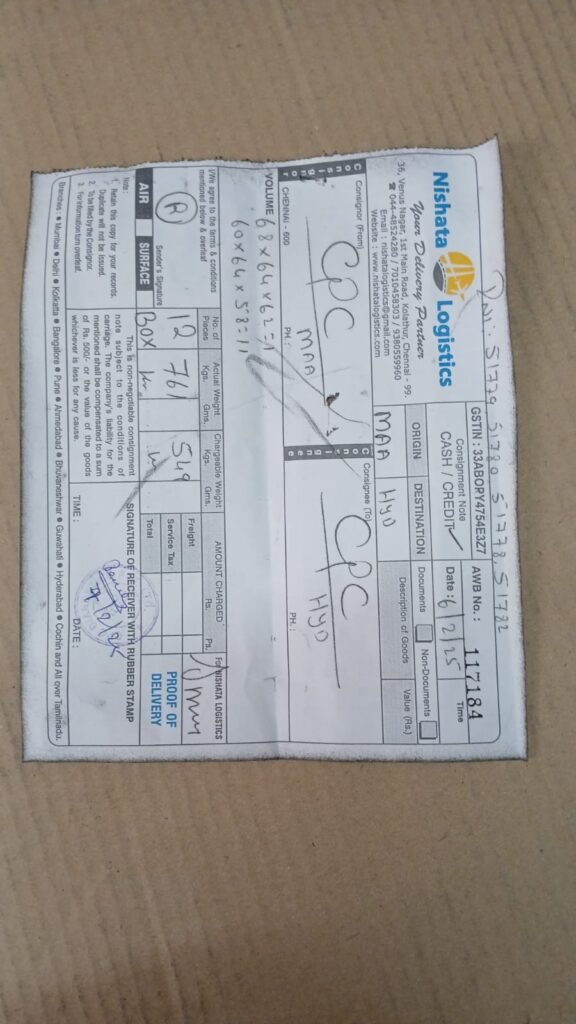 51779, 51780, 51778, 51782
Nishata Logistics
Your Delivery Partner
36, Venus Nagar, 1st Main Road, Kolathur, Chennai - 99.
☎ 044-48524280 / 7010458303 / 9380559960
Email : nishatalogistics@gmail.com
Website : www.nishatalogistics.com
GSTIN : 33ABORY4754E3Z7
Consignment Note
CASH / CREDIT ✓
AWB No. : 117184
Date : 6/2/25
Time
ORIGIN
DESTINATION
MAA
HYD
Documents
Non-Documents
Description of Goods
Value (Rs.)
Consignor
Consignor (From)
CPC
MAA
CHENNAI - 600
PH. :
Consignee
Consignee (To)
CPC
HYD
PH. :
VOLUME
68x64x62=1
60x64x58=11
I/We agree to the terms & conditions
mentioned below & overleaf
Sender's Signature
No. of Pieces
Actual Weight
Kgs. Gms.
Chargeable Weight
Kgs. Gms.
AMOUNT CHARGED
Rs. Ps.
For NISHATA LOGISTICS
12
BOX
761
549
Freight
Service Tax
Total
PROOF OF
DELIVERY
AIR
SURFACE
Note :
1. Retain this copy for your records.
Duplicate will not be issued.
2. To be filled by the Consignor.
3. For information turn overleaf.
This is non-negotiable consignment
note subject to the conditions of
carriage. The company's liability for the
mentioned shall be compensated to a sum
of Rs. 500/- or the value of the goods
whichever is less for any cause.
SIGNATURE OF RECEIVER WITH RUBBER STAMP
TIME :
DATE :
Branches : ● Mumbai ● Delhi ● Kolkatta ● Bangalore ● Pune ● Ahmedabad ● Bhuvaneshwar ● Guwahati ● Hyderabad ● Cochin and All over Tamilnadu.